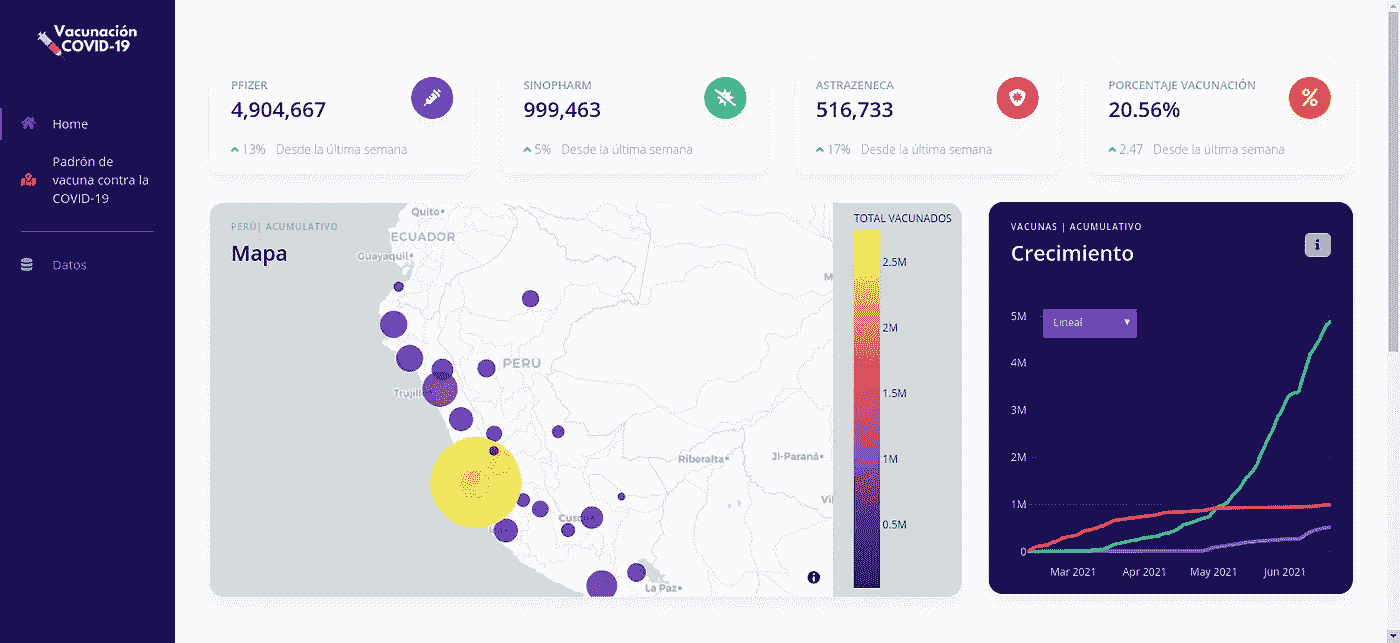 Vacunación
COVID-19
Home
Padrón de
vacuna contra la
COVID-19
Datos
PFIZER
4,904,667
13% Desde la última semana
SINOPHARM
999,463
5% Desde la última semana
ASTRAZENECA
516,733
17% Desde la última semana
PORCENTAJE VACUNACIÓN
20.56%
2.47 Desde la última semana
PERÚ| ACUMULATIVO
Mapa
Quito
ECUADOR
Guayaquil
PERU
Trujill
Riberalta
Ji-Paraná
M
Vil
Cusc
La Paz
TOTAL VACUNADOS
2.5M
2M
1.5M
1M
0.5M
VACUNAS | ACUMULATIVO
Crecimiento
Lineal
5M
4M
3M
2M
1M
0
Mar 2021
Apr 2021
May 2021
Jun 2021